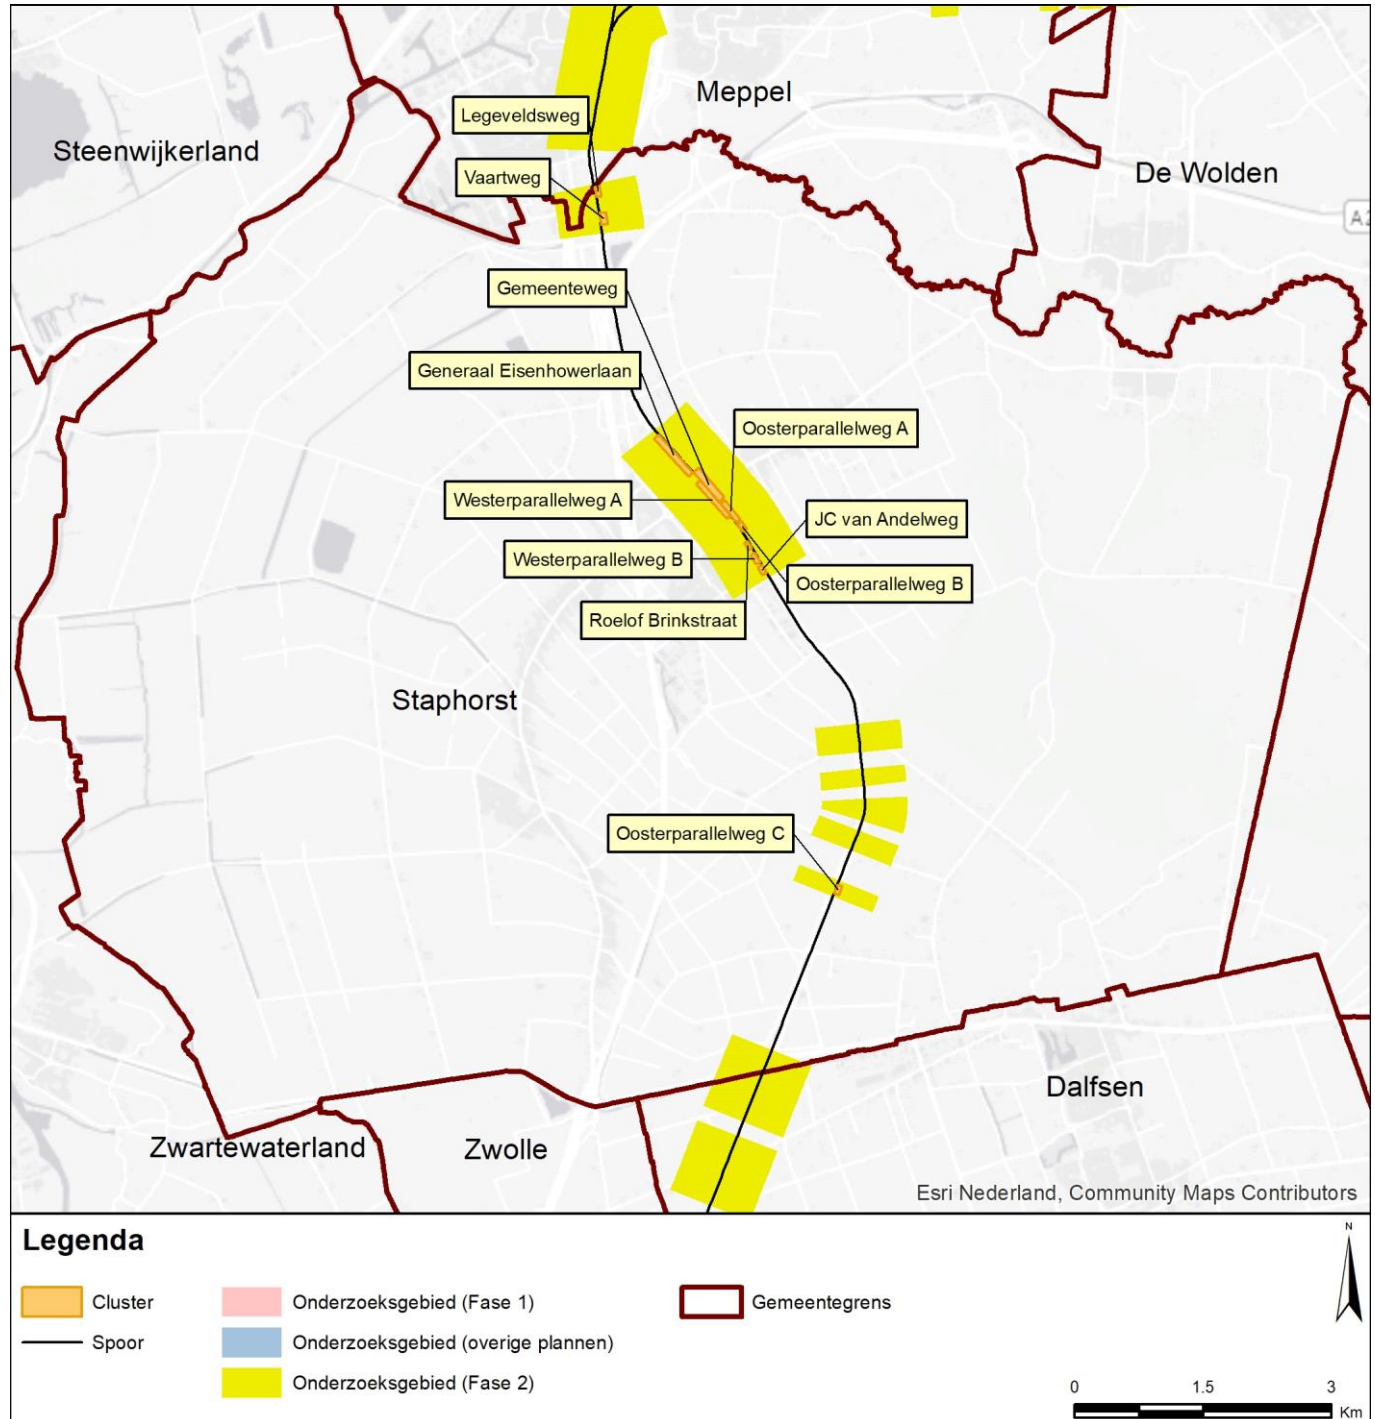 Meppel
Legeveldsweg
Steenwijkerland
De Wolden
Vaartweg
Gemeenteweg
Generaal Eisenhowerlaan
Oosterparallelweg A
Westerparallelweg A
JC van Andelweg
Westerparallelweg B
Oosterparallelweg B
Roelof Brinkstraat
Staphorst
Oosterparallelweg C
Dalfsen
Zwartewaterland
Zwolle
Esri Nederland, Community Maps Contributors
Legenda
N
Cluster
Onderzoeksgebied (Fase 1)
Gemeentegrens
Spoor
Onderzoeksgebied (overige plannen)
Onderzoeksgebied (Fase 2)
0 1.5 3
Km